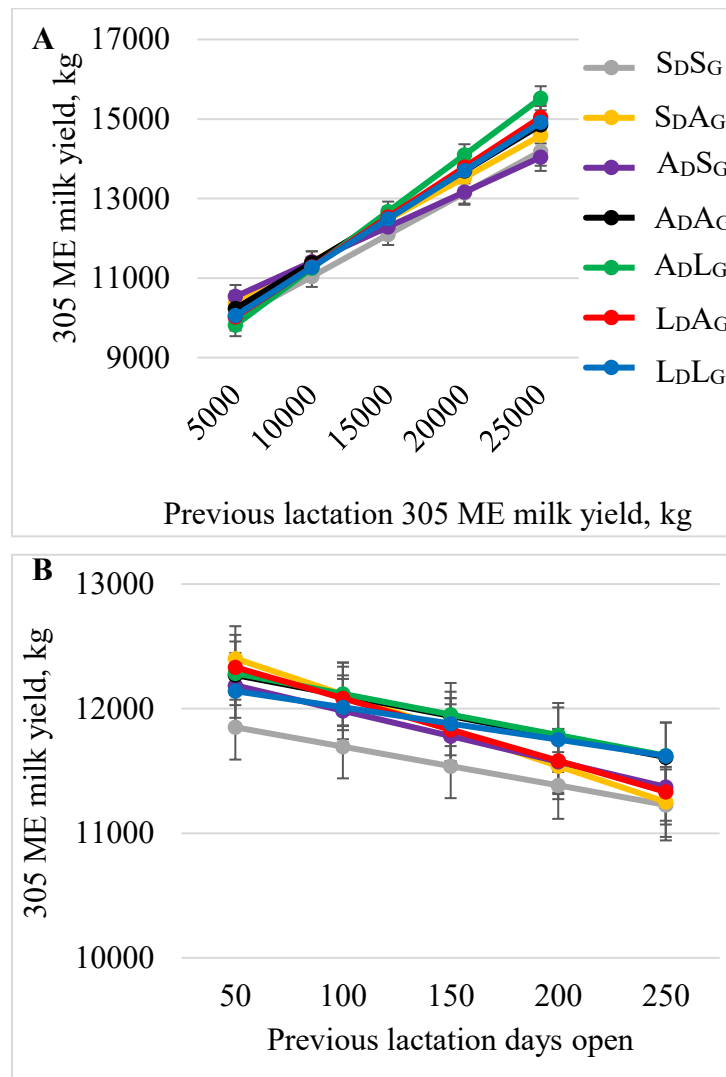 A
17000
15000
13000
11000
9000
305 ME milk yield, kg
5000
10000
15000
20000
25000
Previous lactation 305 ME milk yield, kg
SDSG
SDAG
ADSG
ADAG
ADLG
LDAG
LDLG
B
13000
12000
11000
10000
305 ME milk yield, kg
50
100
150
200
250
Previous lactation days open